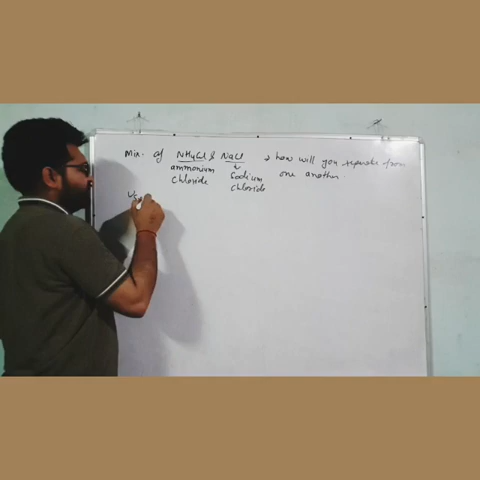 Mix. of NH4Cl & NaCl → how will you separate from
ammonium Sodium one another.
chloride chloride